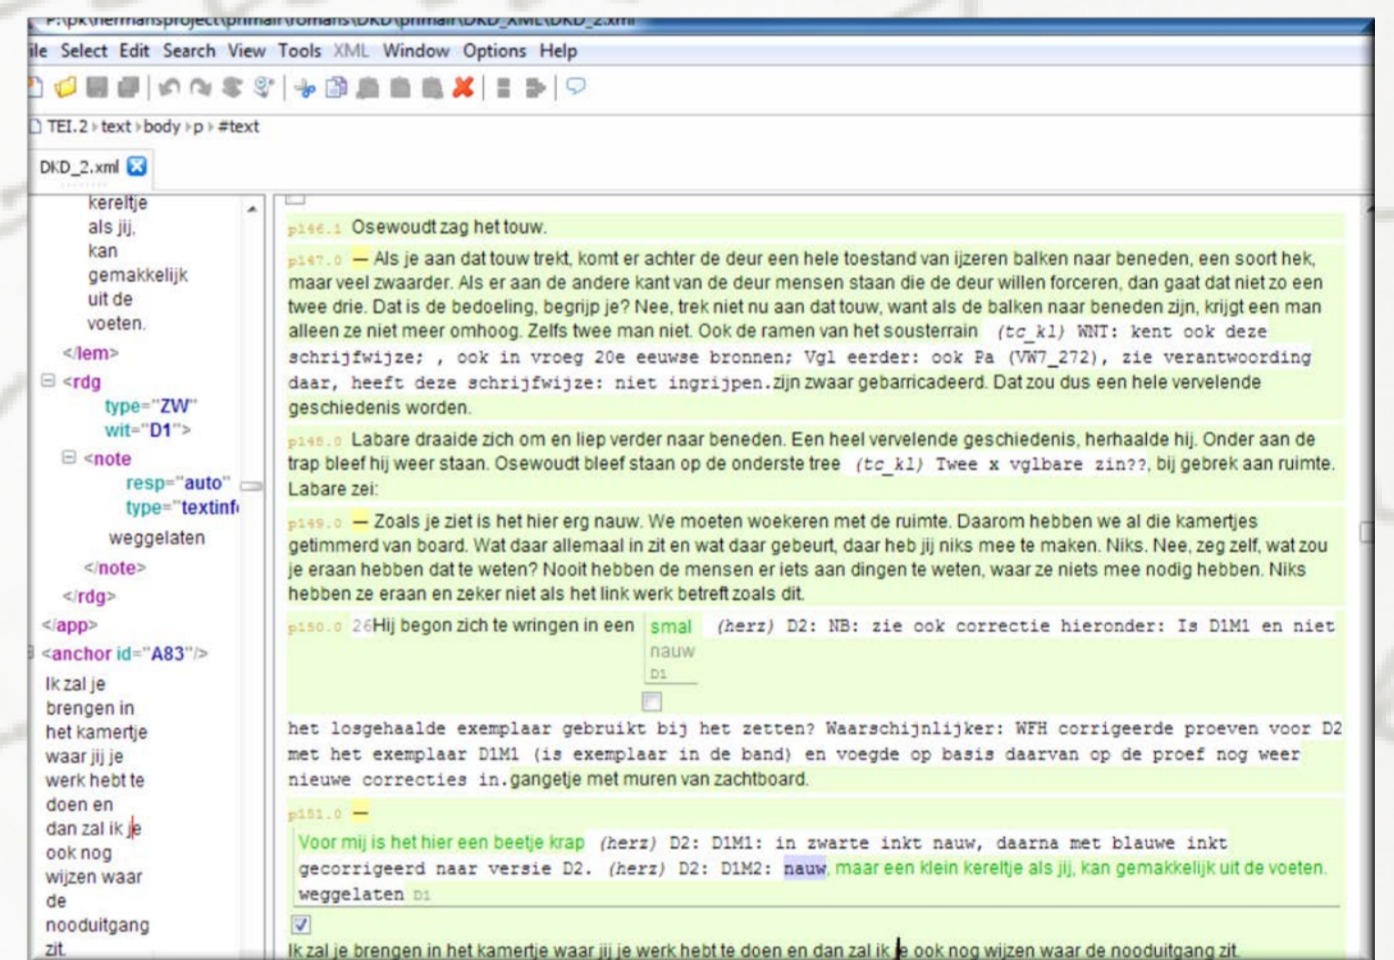 P:\pk\hermansproject\primair\romans\DKD\primair\DKD_XML\DKD_2.xml
ile Select Edit Search View Tools XML Window Options Help
TEI.2 text body p #text
DKD_2.xml
kereltje
als jij,
kan
gemakkelijk
uit de
voeten.
</lem>
<rdg
type="ZW"
wit="D1">
<note
resp="auto"
type="textinf
weggelaten
</note>
</rdg>
</app>
<anchor id="A83"/>
Ik zal je
brengen in
het kamertje
waar jij je
werk hebt te
doen en
dan zal ik je
ook nog
wijzen waar
de
nooduitgang
zit.
p146.1 Osewoudt zag het touw.
p147.0 — Als je aan dat touw trekt, komt er achter de deur een hele toestand van ijzeren balken naar beneden, een soort hek,
maar veel zwaarder. Als er aan de andere kant van de deur mensen staan die de deur willen forceren, dan gaat dat niet zo een
twee drie. Dat is de bedoeling, begrijp je? Nee, trek niet nu aan dat touw, want als de balken naar beneden zijn, krijgt een man
alleen ze niet meer omhoog. Zelfs twee man niet. Ook de ramen van het sousterrain (tc_kl) WNT: kent ook deze
schrijfwijze; , ook in vroeg 20e eeuwse bronnen; Vgl eerder: ook Pa (VW7_272), zie verantwoording
daar, heeft deze schrijfwijze: niet ingrijpen.zijn zwaar gebarricadeerd. Dat zou dus een hele vervelende
geschiedenis worden.
p148.0 Labare draaide zich om en liep verder naar beneden. Een heel vervelende geschiedenis, herhaalde hij. Onder aan de
trap bleef hij weer staan. Osewoudt bleef staan op de onderste tree (tc_kl) Twee x vglbare zin??, bij gebrek aan ruimte.
Labare zei:
p149.0 — Zoals je ziet is het hier erg nauw. We moeten woekeren met de ruimte. Daarom hebben we al die kamertjes
getimmerd van board. Wat daar allemaal in zit en wat daar gebeurt, daar heb jij niks mee te maken. Niks. Nee, zeg zelf, wat zou
je eraan hebben dat te weten? Nooit hebben de mensen er iets aan dingen te weten, waar ze niets mee nodig hebben. Niks
hebben ze eraan en zeker niet als het link werk betreft zoals dit.
p150.0 26Hij begon zich te wringen in een smal (herz) D2: NB: zie ook correctie hieronder: Is D1M1 en niet
nauw
D1
het losgehaalde exemplaar gebruikt bij het zetten? Waarschijnlijker: WFH corrigeerde proeven voor D2
met het exemplaar D1M1 (is exemplaar in de band) en voegde op basis daarvan op de proef nog weer
nieuwe correcties in.gangetje met muren van zachtboard.
p151.0 —
Voor mij is het hier een beetje krap (herz) D2: D1M1: in zwarte inkt nauw, daarna met blauwe inkt
gecorrigeerd naar versie D2. (herz) D2: D1M2: nauw, maar een klein kereltje als jij, kan gemakkelijk uit de voeten.
weggelaten D1
Ik zal je brengen in het kamertje waar jij je werk hebt te doen en dan zal ik je ook nog wijzen waar de nooduitgang zit.